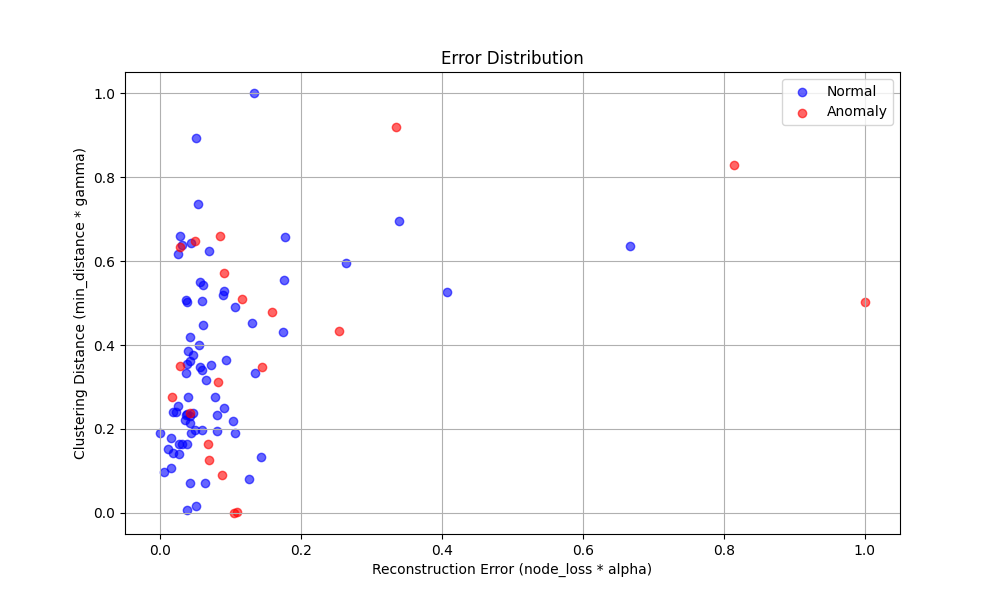 Error Distribution
Normal
Anomaly
Clustering Distance (min_distance * gamma)
1.0
0.8
0.6
0.4
0.2
0.0
0.0 0.2 0.4 0.6 0.8 1.0
Reconstruction Error (node_loss * alpha)